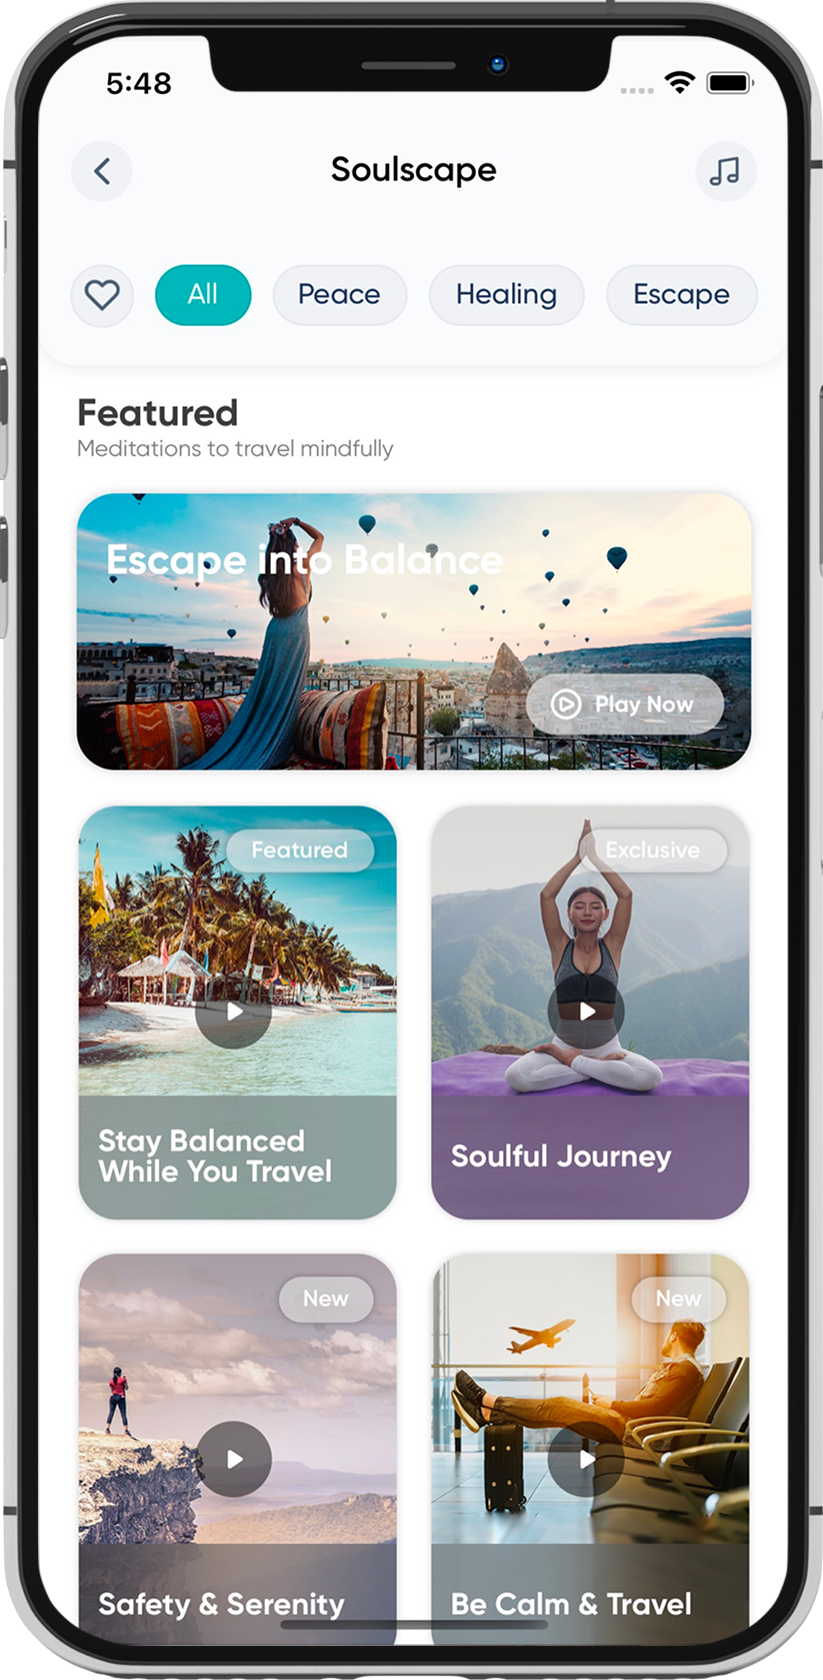 5:48
Soulscape
All
Peace
Healing
Escape
Featured
Meditations to travel mindfully
Escape into Balance
Play Now
Featured
Exclusive
Stay Balanced
While You Travel
Soulful Journey
New
New
Safety & Serenity
Be Calm & Travel